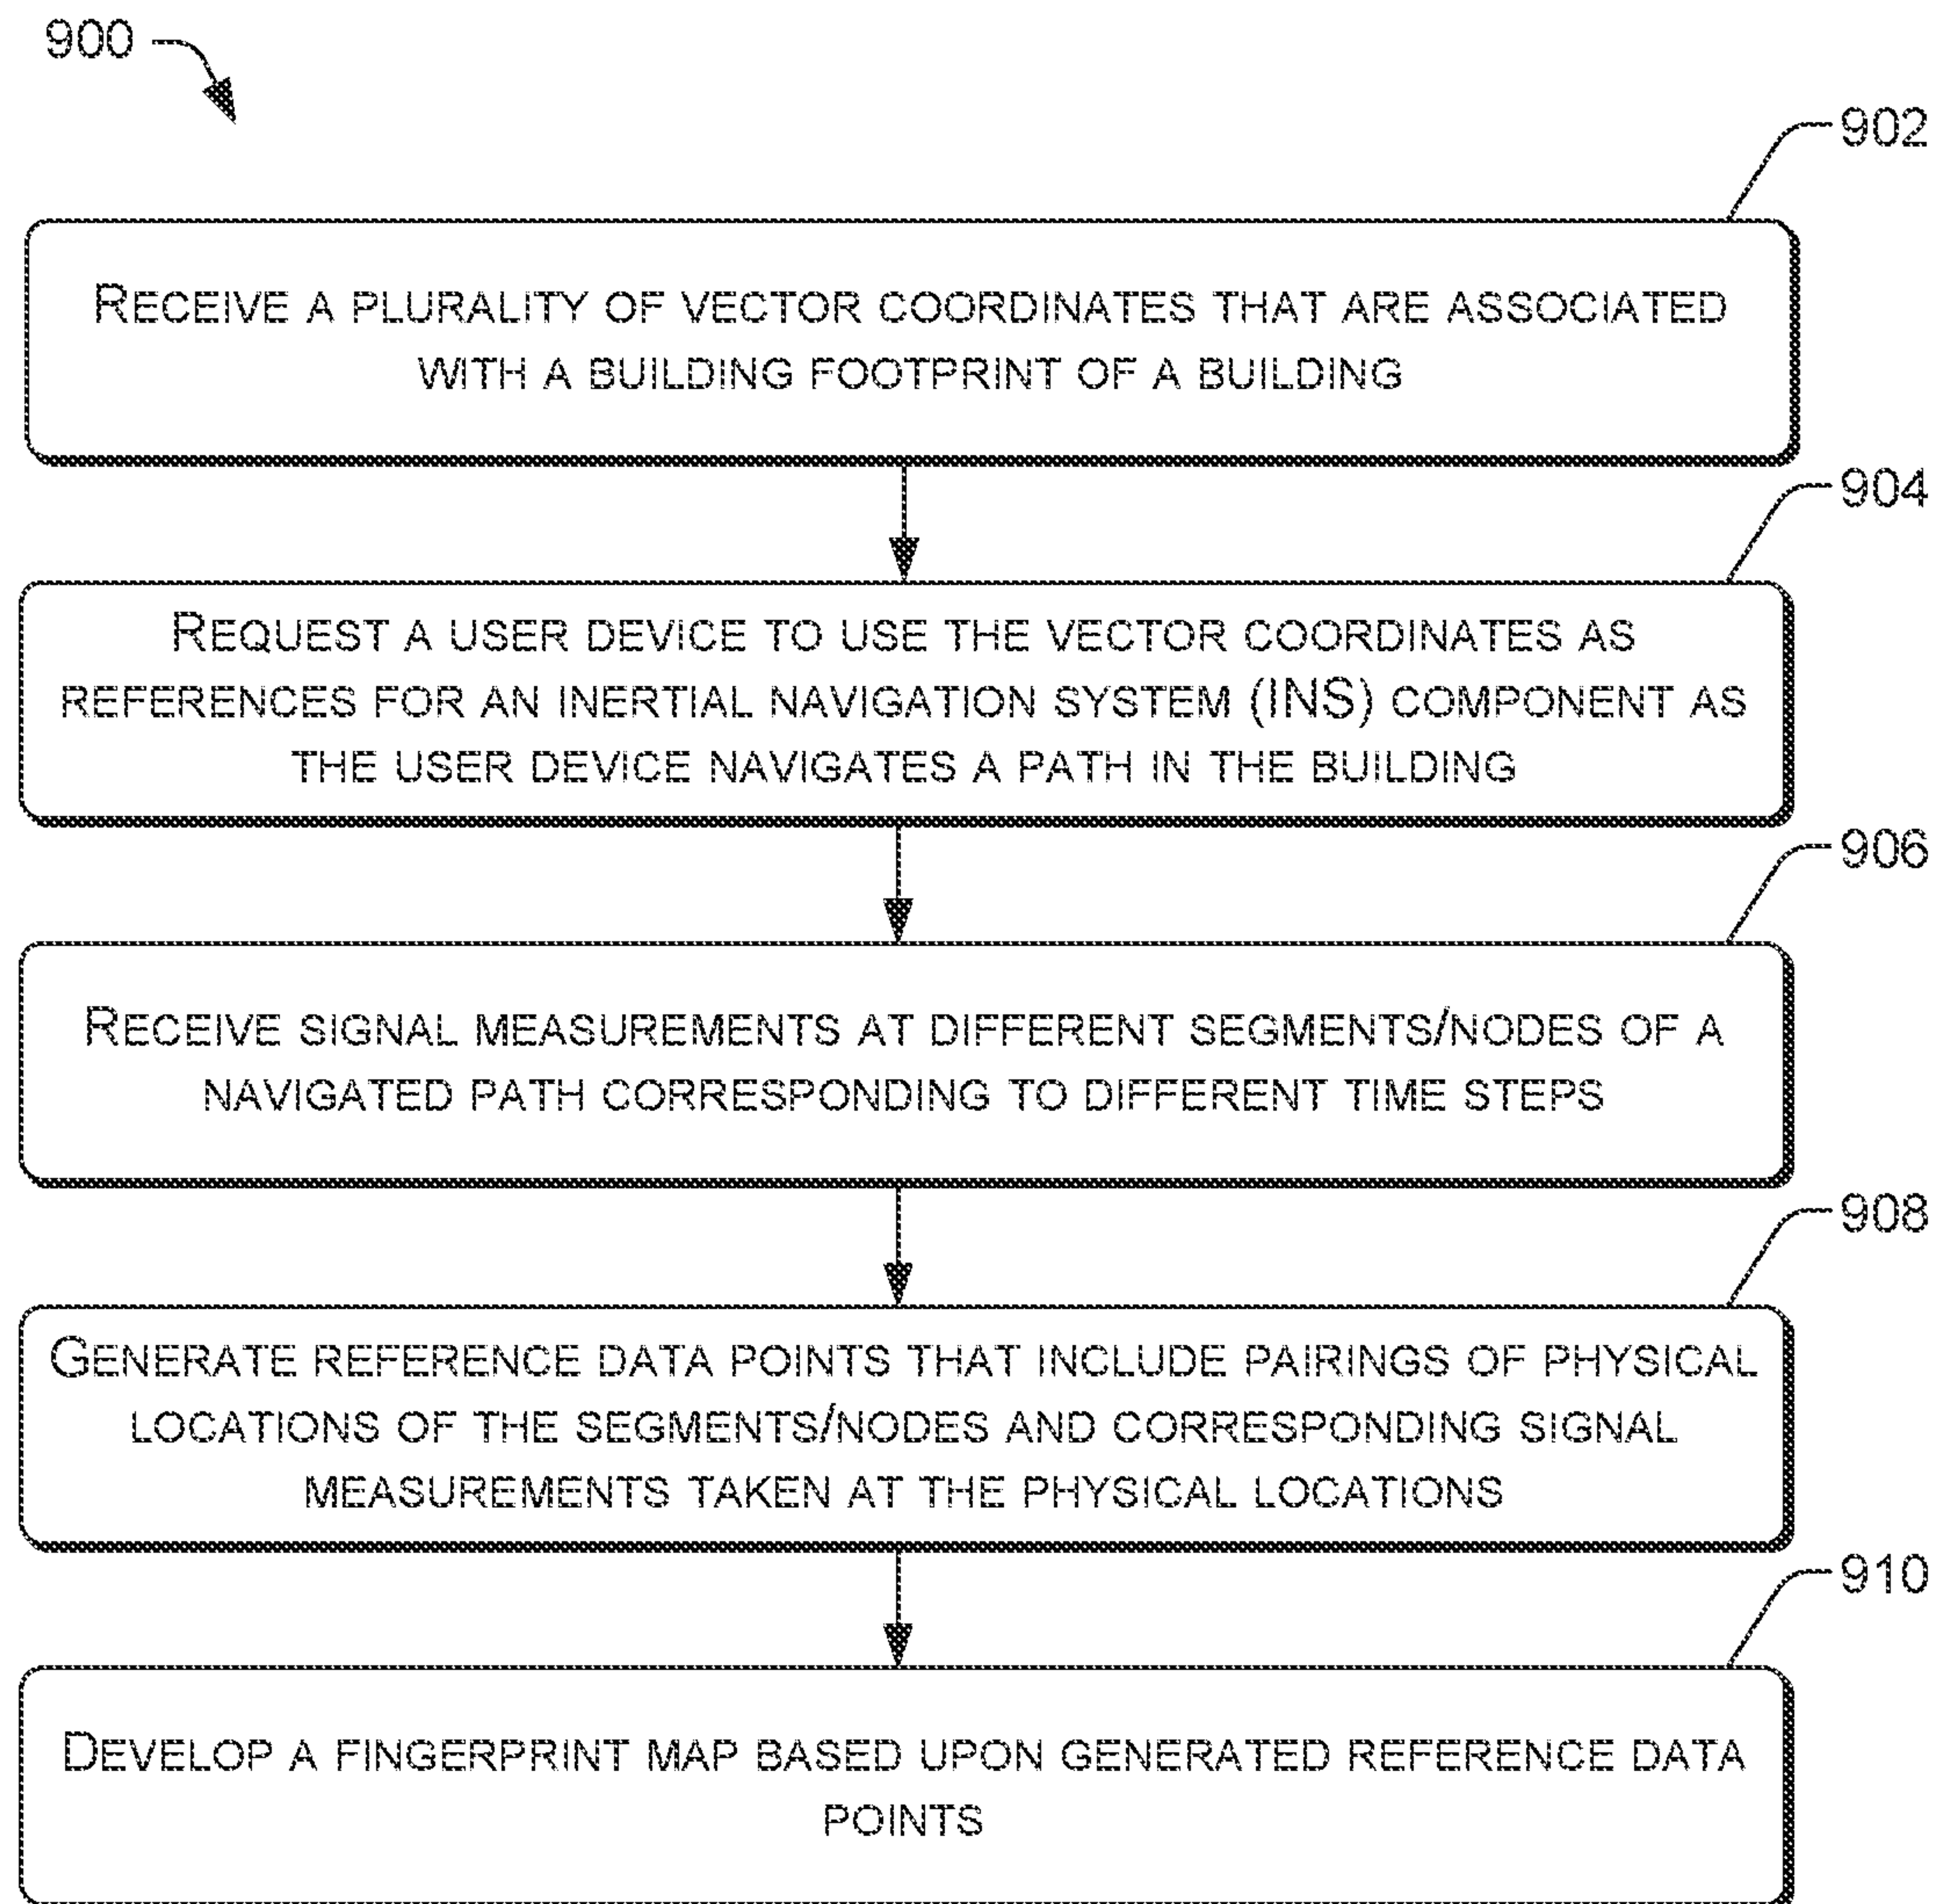 900
902
RECEIVE A PLURALITY OF VECTOR COORDINATES THAT ARE ASSOCIATED
WITH A BUILDING FOOTPRINT OF A BUILDING
904
REQUEST A USER DEVICE TO USE THE VECTOR COORDINATES AS
REFERENCES FOR AN INERTIAL NAVIGATION SYSTEM (INS) COMPONENT AS
THE USER DEVICE NAVIGATES A PATH IN THE BUILDING
906
RECEIVE SIGNAL MEASUREMENTS AT DIFFERENT SEGMENTS/NODES OF A
NAVIGATED PATH CORRESPONDING TO DIFFERENT TIME STEPS
908
GENERATE REFERENCE DATA POINTS THAT INCLUDE PAIRINGS OF PHYSICAL
LOCATIONS OF THE SEGMENTS/NODES AND CORRESPONDING SIGNAL
MEASUREMENTS TAKEN AT THE PHYSICAL LOCATIONS
910
DEVELOP A FINGERPRINT MAP BASED UPON GENERATED REFERENCE DATA
POINTS